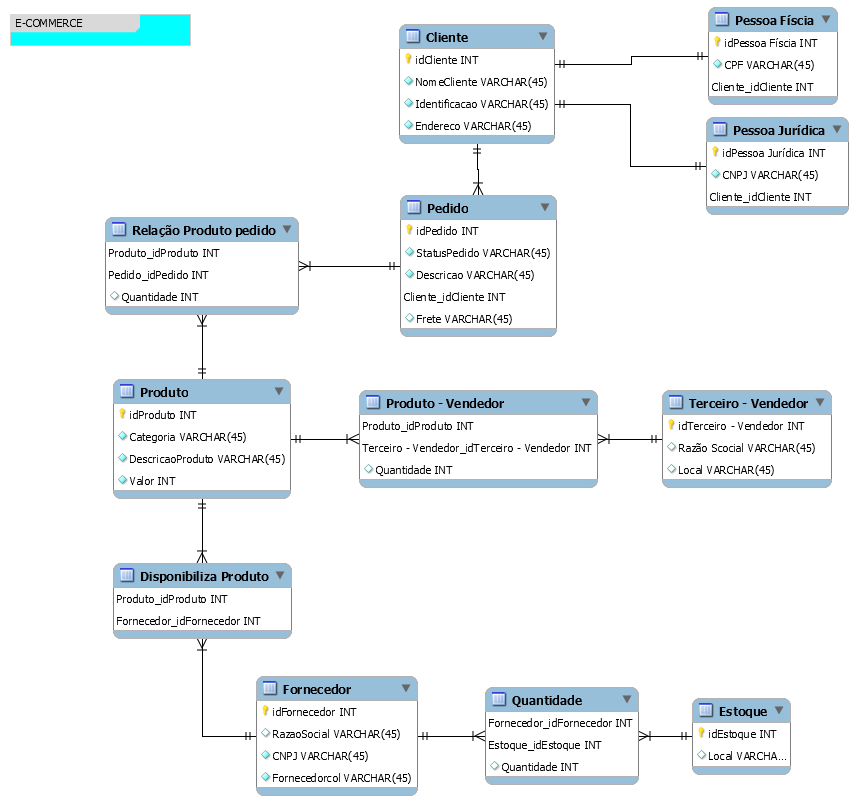 E-COMMERCE
Cliente
idCliente INT
NomeCliente VARCHAR(45)
Identificacao VARCHAR(45)
Endereco VARCHAR(45)
Pessoa Físcia
idPessoa Físcia INT
CPF VARCHAR(45)
Cliente_idCliente INT
Pessoa Jurídica
idPessoa Jurídica INT
CNPJ VARCHAR(45)
Cliente_idCliente INT
Pedido
idPedido INT
StatusPedido VARCHAR(45)
Descricao VARCHAR(45)
Cliente_idCliente INT
Frete VARCHAR(45)
Relação Produto pedido
Produto_idProduto INT
Pedido_idPedido INT
Quantidade INT
Produto
idProduto INT
Categoria VARCHAR(45)
DescricaoProduto VARCHAR(45)
Valor INT
Produto - Vendedor
Produto_idProduto INT
Terceiro - Vendedor_idTerceiro - Vendedor INT
Quantidade INT
Terceiro - Vendedor
idTerceiro - Vendedor INT
Razão Scocial VARCHAR(45)
Local VARCHAR(45)
Disponibiliza Produto
Produto_idProduto INT
Fornecedor_idFornecedor INT
Fornecedor
idFornecedor INT
RazaoSocial VARCHAR(45)
CNPJ VARCHAR(45)
Fornecedorcol VARCHAR(45)
Quantidade
Fornecedor_idFornecedor INT
Estoque_idEstoque INT
Quantidade INT
Estoque
idEstoque INT
Local VARCHA...